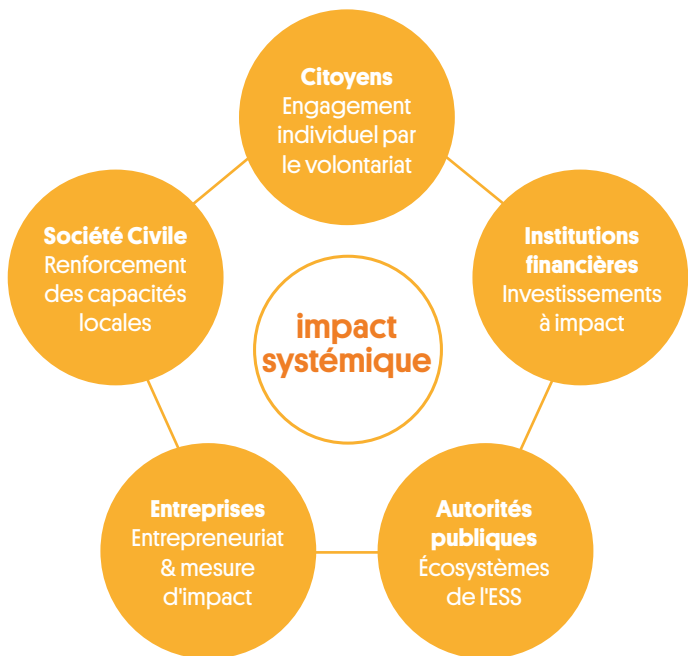 Citoyens
Engagement
individuel par
le volontariat
Société Civile
Renforcement
des capacités
locales
Institutions
financières
Investissements
à impact
impact
systémique
Entreprises
Entrepreneuriat
& mesure
d'impact
Autorités
publiques
Écosystèmes
de l'ESS